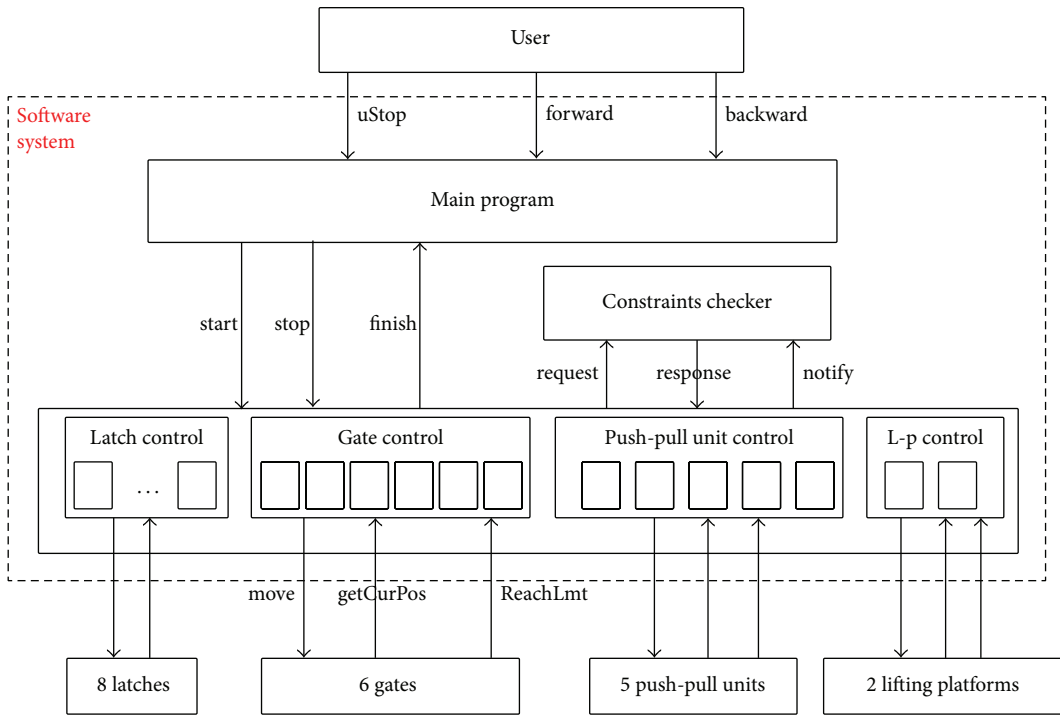 User
Software
system
uStop
forward
backward
Main program
Constraints checker
start
stop
finish
request
response
notify
Latch control
Gate control
Push-pull unit control
L-p control
...
move
getCurPos
ReachLmt
8 latches
6 gates
5 push-pull units
2 lifting platforms